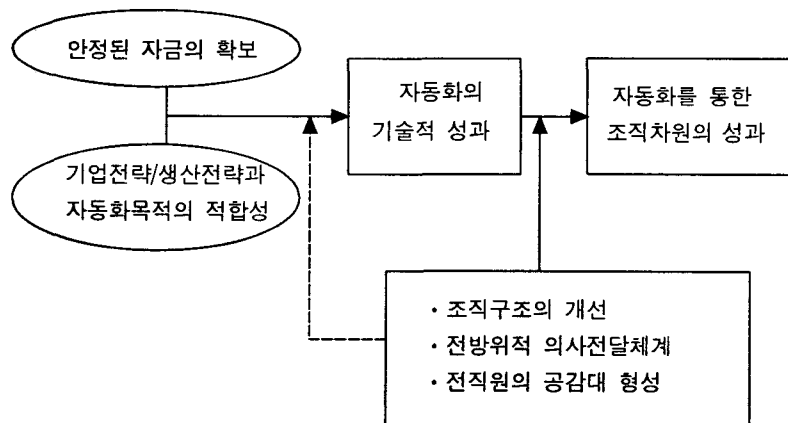 안정된 자금의 확보
기업전략/생산전략과
자동화목적의 적합성
자동화의
기술적 성과
자동화를 통한
조직차원의 성과
· 조직구조의 개선
· 전방위적 의사전달체계
· 전직원의 공감대 형성